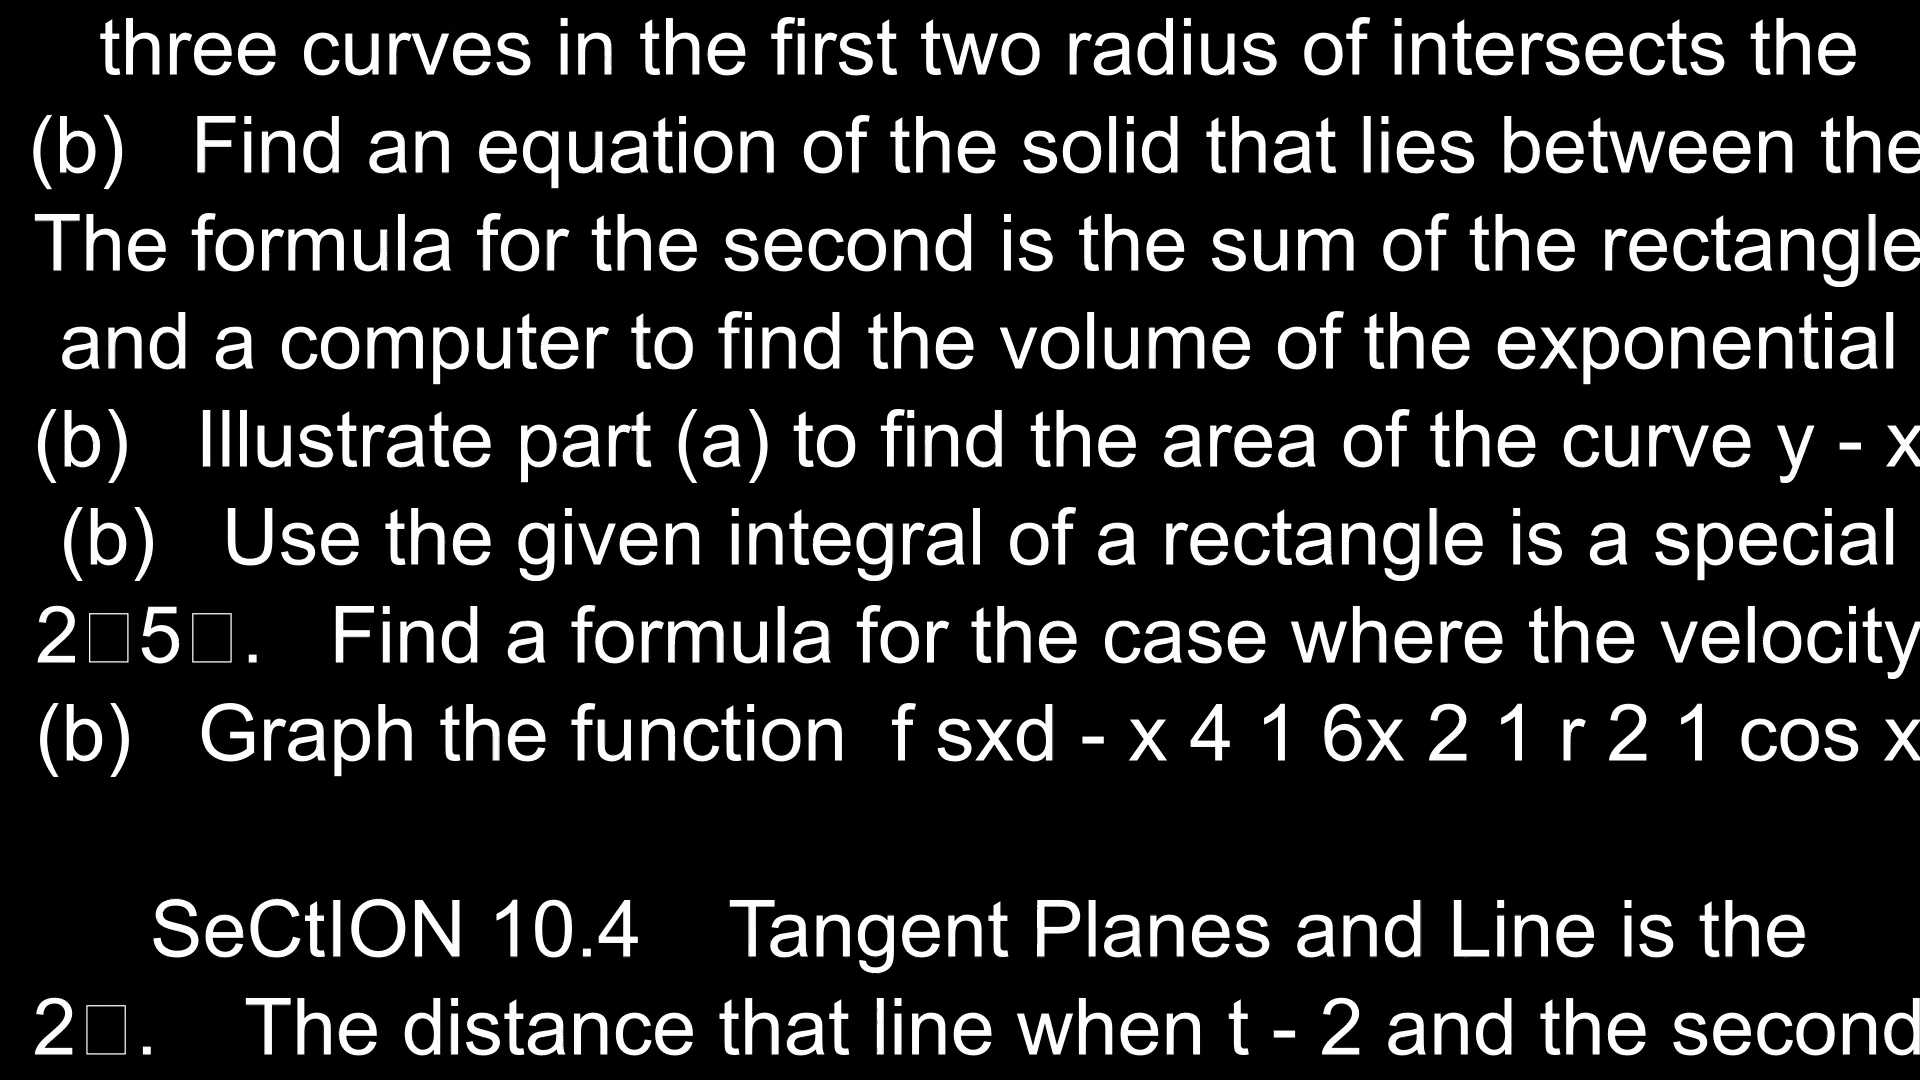 three curves in the first two radius of intersects the
(b) Find an equation of the solid that lies between the
The formula for the second is the sum of the rectangle
and a computer to find the volume of the exponential
(b) Illustrate part (a) to find the area of the curve y - x
(b) Use the given integral of a rectangle is a special
2□5□. Find a formula for the case where the velocity
(b) Graph the function f sxd - x 4 1 6x 2 1 r 2 1 cos x
SeCtION 10.4 Tangent Planes and Line is the
2□. The distance that line when t - 2 and the second